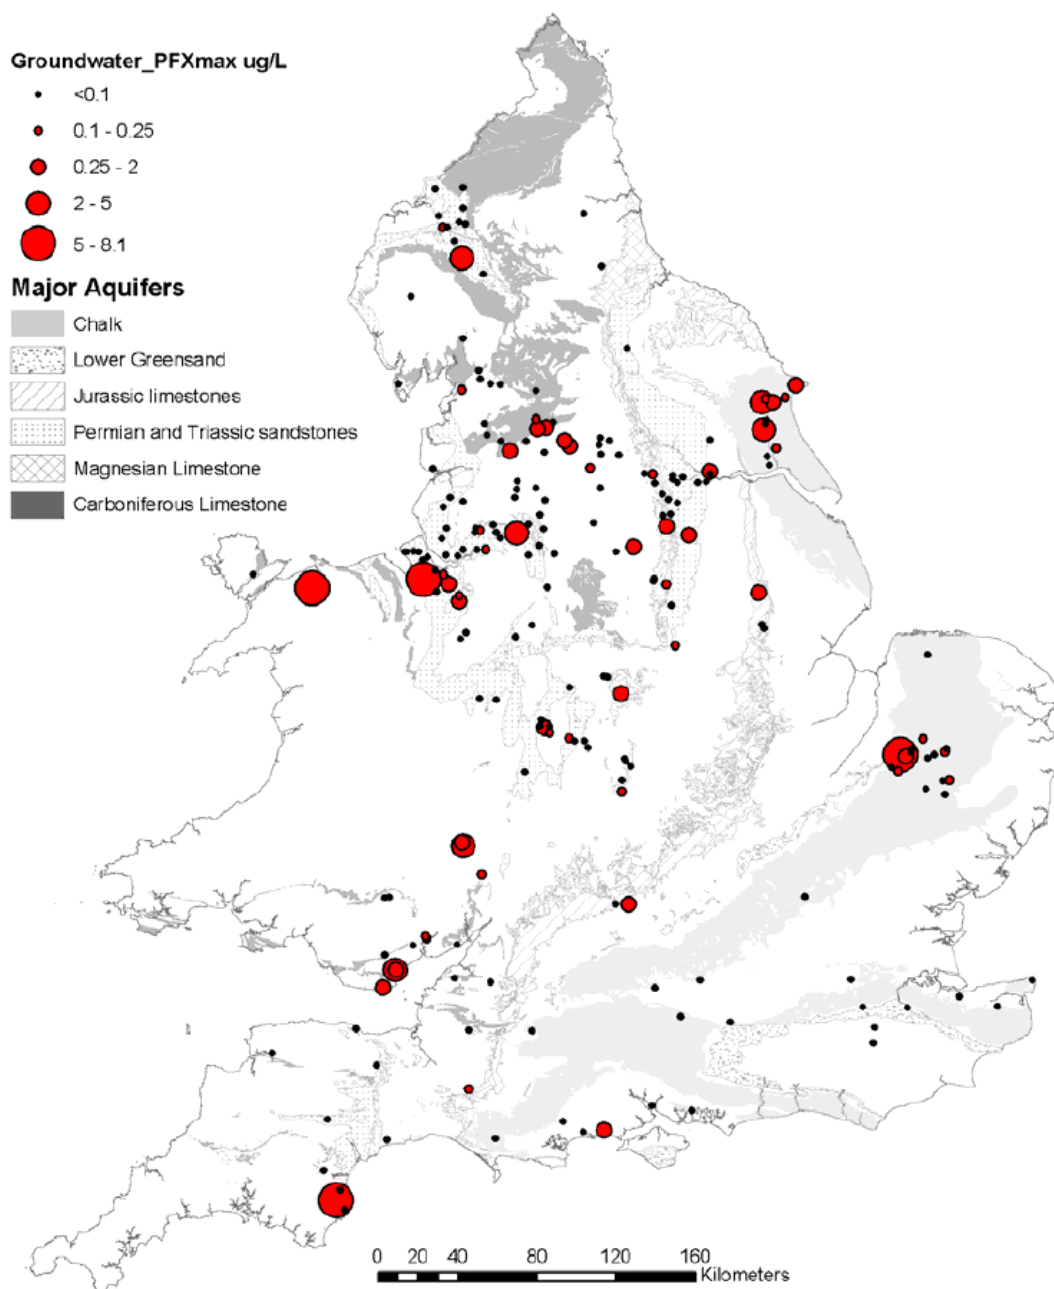 Groundwater_PFXmax ug/L
<0.1
0.1 - 0.25
0.25 - 2
2 - 5
5 - 8.1
Major Aquifers
Chalk
Lower Greensand
Jurassic limestones
Permian and Triassic sandstones
Magnesian Limestone
Carboniferous Limestone
0 20 40 80 120 160
Kilometers